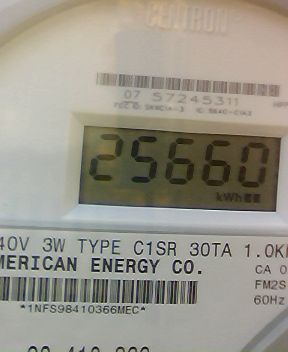 CENTRON
07 57245311
25660
kWh
40V 3W TYPE C1SR 30TA 1.0K
MERICAN ENERGY CO.
CA 0
FM2S
60Hz
*1NFS98410366MEC*